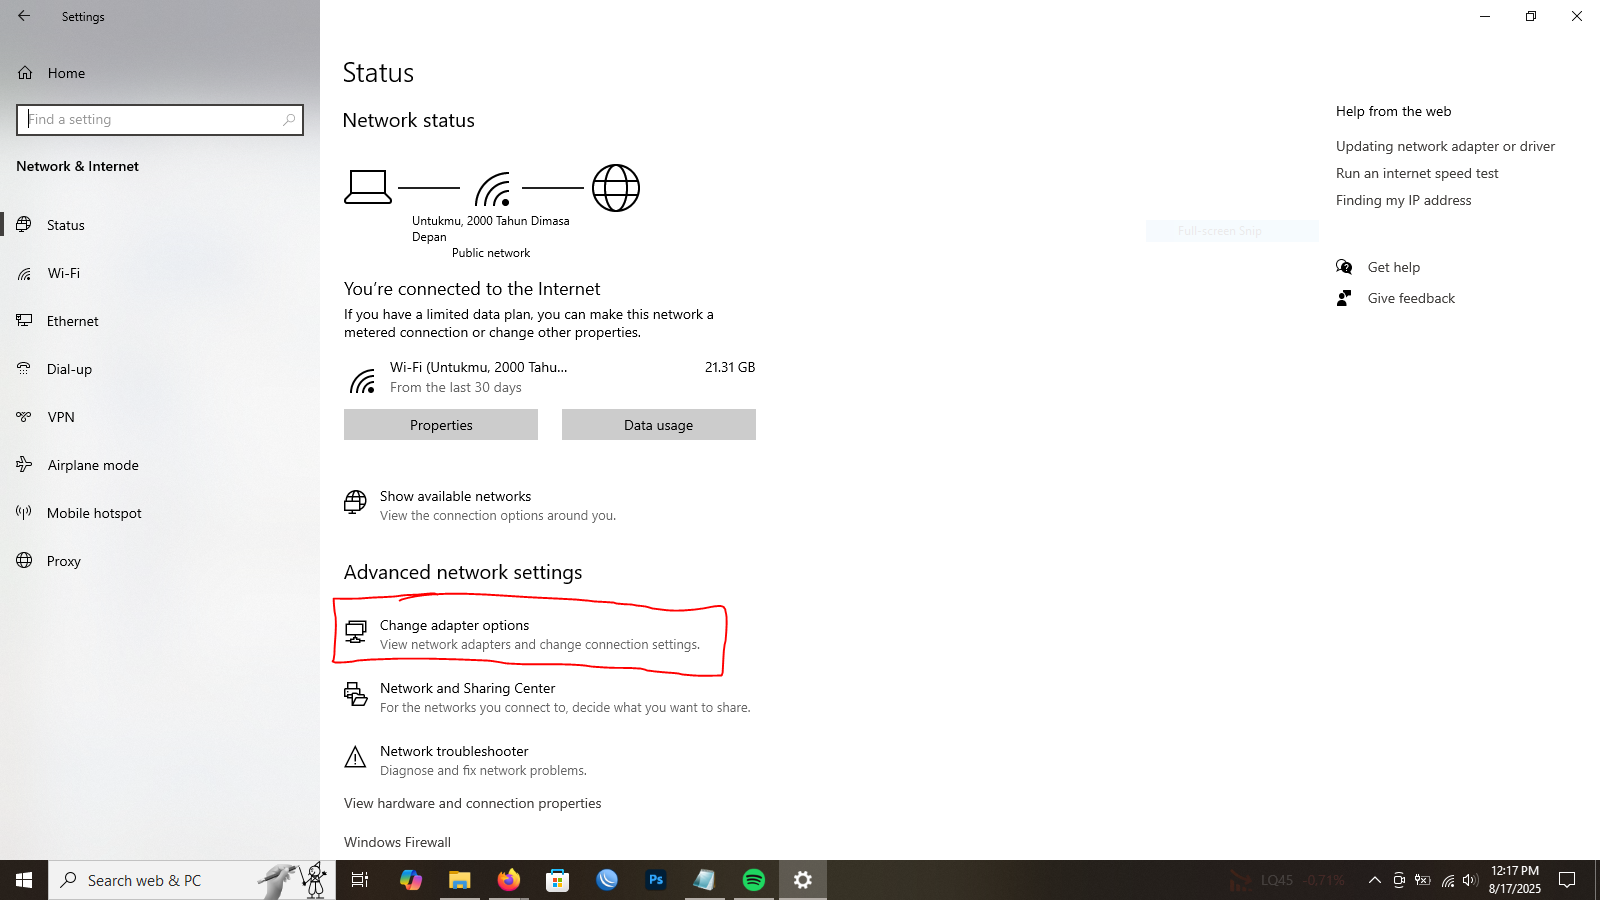 Settings
Home
Find a setting
Network & Internet
Status
Wi-Fi
Ethernet
Dial-up
VPN
Airplane mode
Mobile hotspot
Proxy
Status
Network status
Untukmu, 2000 Tahun Dimasa
Depan
Public network
You're connected to the Internet
If you have a limited data plan, you can make this network a
metered connection or change other properties.
Wi-Fi (Untukmu, 2000 Tahu...
21.31 GB
From the last 30 days
Properties
Data usage
Show available networks
View the connection options around you.
Advanced network settings
Change adapter options
View network adapters and change connection settings.
Network and Sharing Center
For the networks you connect to, decide what you want to share.
Network troubleshooter
Diagnose and fix network problems.
View hardware and connection properties
Windows Firewall
Help from the web
Updating network adapter or driver
Run an internet speed test
Finding my IP address
Full-screen Snip
Get help
Give feedback
Search web & PC
Ps
LQ45 -0.71%
12:17 PM
8/17/2025